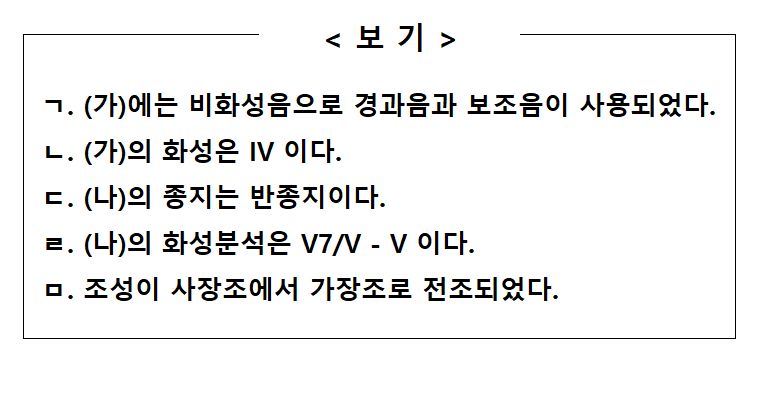 < 보 기 >
ㄱ. (가)에는 비화성음으로 경과음과 보조음이 사용되었다.
ㄴ. (가)의 화성은 IV 이다.
ㄷ. (나)의 종지는 반종지이다.
ㄹ. (나)의 화성분석은 V7/V - V 이다.
ㅁ. 조성이 사장조에서 가장조로 전조되었다.